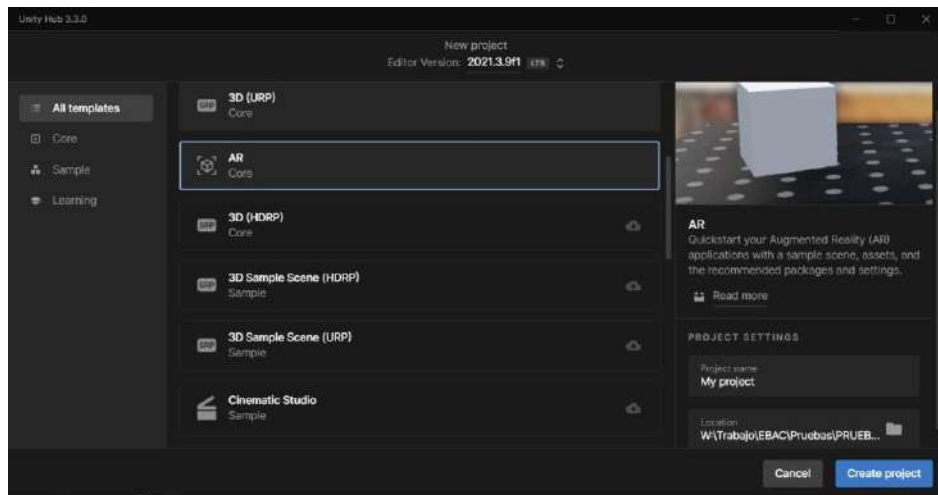 Unity Hub 3.3.0
New project
Editor Version: 2021.3.9f1 LTS
All templates
Core
Sample
Learning
3D (URP)
Core
AR
Core
3D (HDRP)
Core
3D Sample Scene (HDRP)
Sample
3D Sample Scene (URP)
Sample
Cinematic Studio
Sample
AR
Quickstart your Augmented Reality (AR)
applications with a sample scene, assets, and
the recommended packages and settings.
Read more
PROJECT SETTINGS
Project name
My project
Location
W:\Trabajo\EBAC\Pruebas\PRUEB...
Cancel
Create project